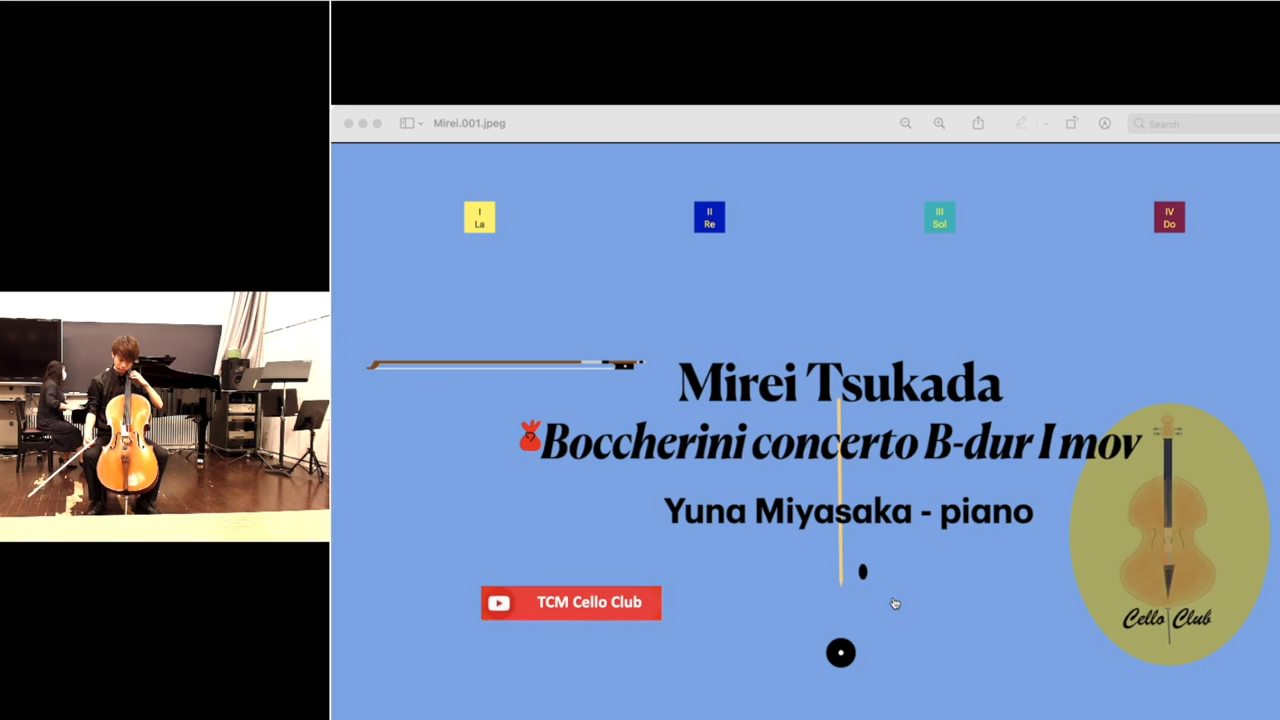 Mirei.001.jpeg
Search
I
La
II
Re
III
Sol
IV
Do
Mirei Tsukada
Boccherini concerto B-dur I mov
Yuna Miyasaka - piano
TCM Cello Club
Cello Club